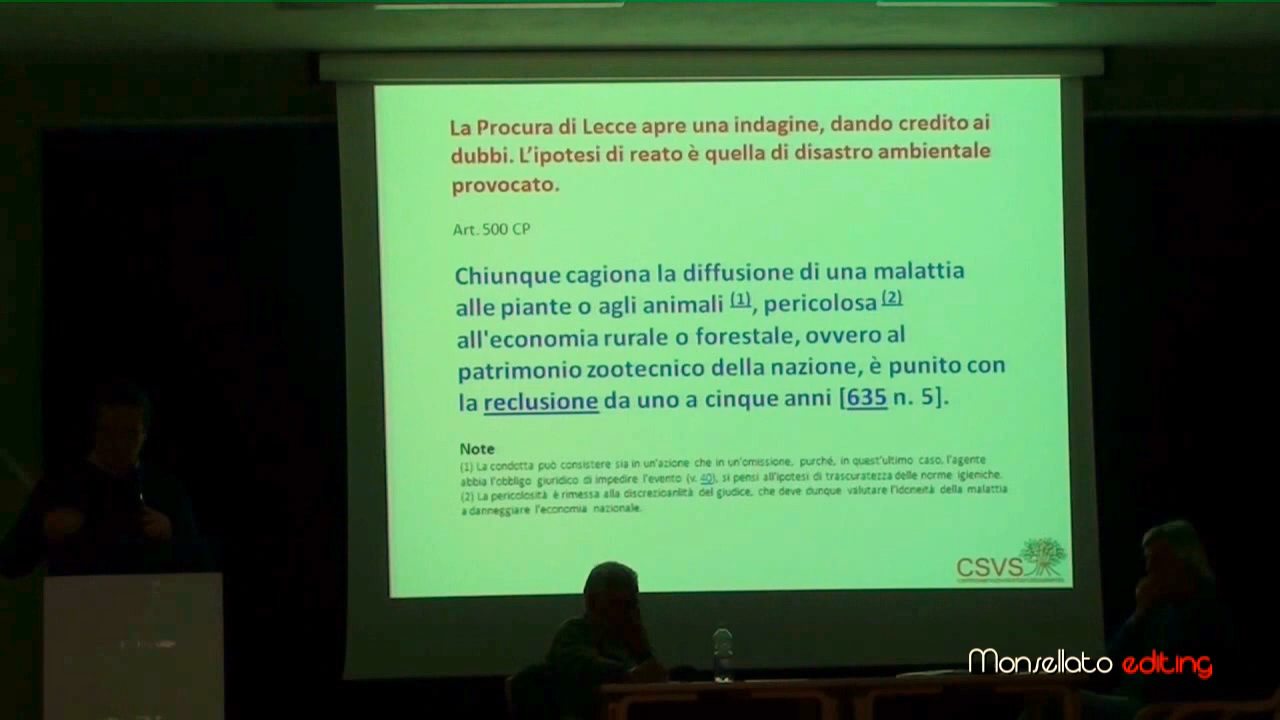 La Procura di Lecce apre una indagine, dando credito ai
dubbi. L'ipotesi di reato è quella di disastro ambientale
provocato.
Art. 500 CP
Chiunque cagiona la diffusione di una malattia
alle piante o agli animali (1), pericolosa (2)
all'economia rurale o forestale, ovvero al
patrimonio zootecnico della nazione, è punito con
la reclusione da uno a cinque anni [635 n. 5].
Note
(1) La condotta può consistere sia in un'azione che in un'omissione, purché, in quest'ultimo caso, l'agente
abbia l'obbligo giuridico di impedire l'evento (v. 40), si pensi all'ipotesi di trascuratezza delle norme igieniche.
(2) La pericolosità è rimessa alla discrezioanlità del giudice, che deve dunque valutare l'idoneità della malattia
a danneggiare l'economia nazionale.
CSVS
Monsellato editing